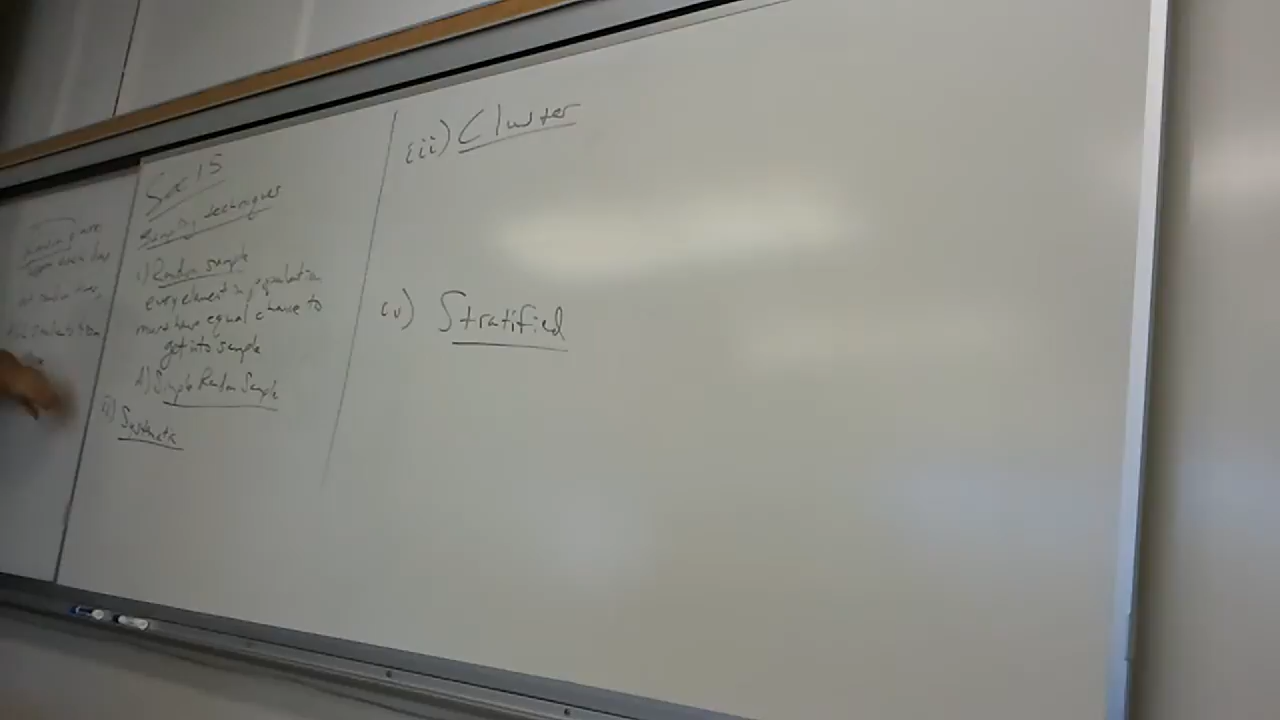 Sec 1.5
Sampling techniques
i) Random sample
every element in population
must have equal chance to
get into sample
A) Simple Random Sample
ii) Systematic
iii) Cluster
iv) Stratified